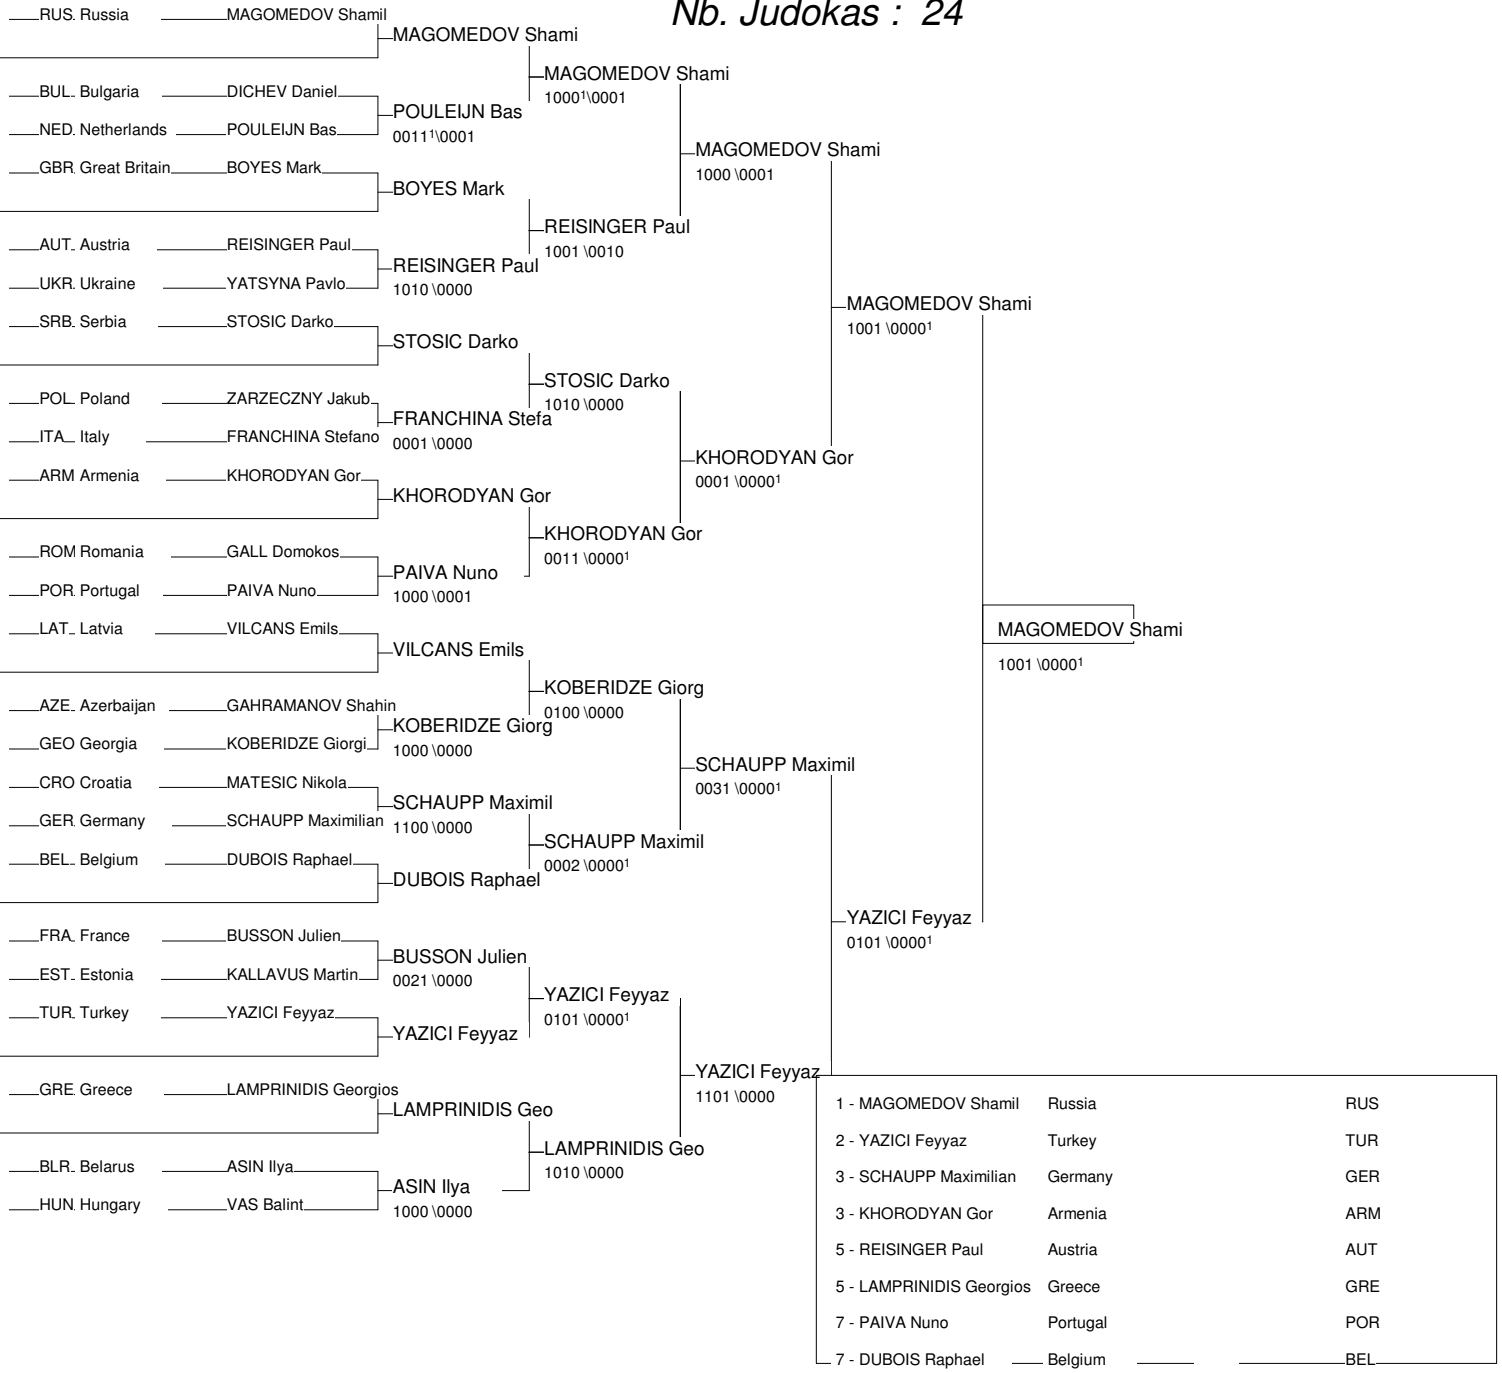 Nb. Judokas : 24
RUS Russia MAGOMEDOV Shamil
MAGOMEDOV Shami
MAGOMEDOV Shami
1000¹\0001
BUL Bulgaria DICHEV Daniel
POULEIJN Bas
0011¹\0001
NED Netherlands POULEIJN Bas
MAGOMEDOV Shami
1000 \0001
GBR Great Britain BOYES Mark
BOYES Mark
REISINGER Paul
1001 \0010
AUT Austria REISINGER Paul
REISINGER Paul
1010 \0000
UKR Ukraine YATSYNA Pavlo
MAGOMEDOV Shami
1001 \0000¹
SRB Serbia STOSIC Darko
STOSIC Darko
STOSIC Darko
1010 \0000
POL Poland ZARZECZNY Jakub
FRANCHINA Stefa
0001 \0000
ITA Italy FRANCHINA Stefano
KHORODYAN Gor
0001 \0000¹
ARM Armenia KHORODYAN Gor
KHORODYAN Gor
KHORODYAN Gor
0011 \0000¹
ROM Romania GALL Domokos
PAIVA Nuno
1000 \0001
POR Portugal PAIVA Nuno
LAT Latvia VILCANS Emils
MAGOMEDOV Shami
1001 \0000¹
VILCANS Emils
KOBERIDZE Giorg
0100 \0000
AZE Azerbaijan GAHRAMANOV Shahin
KOBERIDZE Giorg
1000 \0000
GEO Georgia KOBERIDZE Giorgi
SCHAUPP Maximil
0031 \0000¹
CRO Croatia MATESIC Nikola
SCHAUPP Maximil
1100 \0000
GER Germany SCHAUPP Maximilian
SCHAUPP Maximil
0002 \0000¹
BEL Belgium DUBOIS Raphael
DUBOIS Raphael
YAZICI Feyyaz
0101 \0000¹
FRA France BUSSON Julien
BUSSON Julien
0021 \0000
EST Estonia KALLAVUS Martin
YAZICI Feyyaz
0101 \0000¹
TUR Turkey YAZICI Feyyaz
YAZICI Feyyaz
YAZICI Feyyaz
1101 \0000
GRE Greece LAMPRINIDIS Georgios
LAMPRINIDIS Geo
LAMPRINIDIS Geo
1010 \0000
BLR Belarus ASIN Ilya
ASIN Ilya
1000 \0000
HUN Hungary VAS Balint
1 - MAGOMEDOV Shamil Russia RUS
2 - YAZICI Feyyaz Turkey TUR
3 - SCHAUPP Maximilian Germany GER
3 - KHORODYAN Gor Armenia ARM
5 - REISINGER Paul Austria AUT
5 - LAMPRINIDIS Georgios Greece GRE
7 - PAIVA Nuno Portugal POR
7 - DUBOIS Raphael Belgium BEL